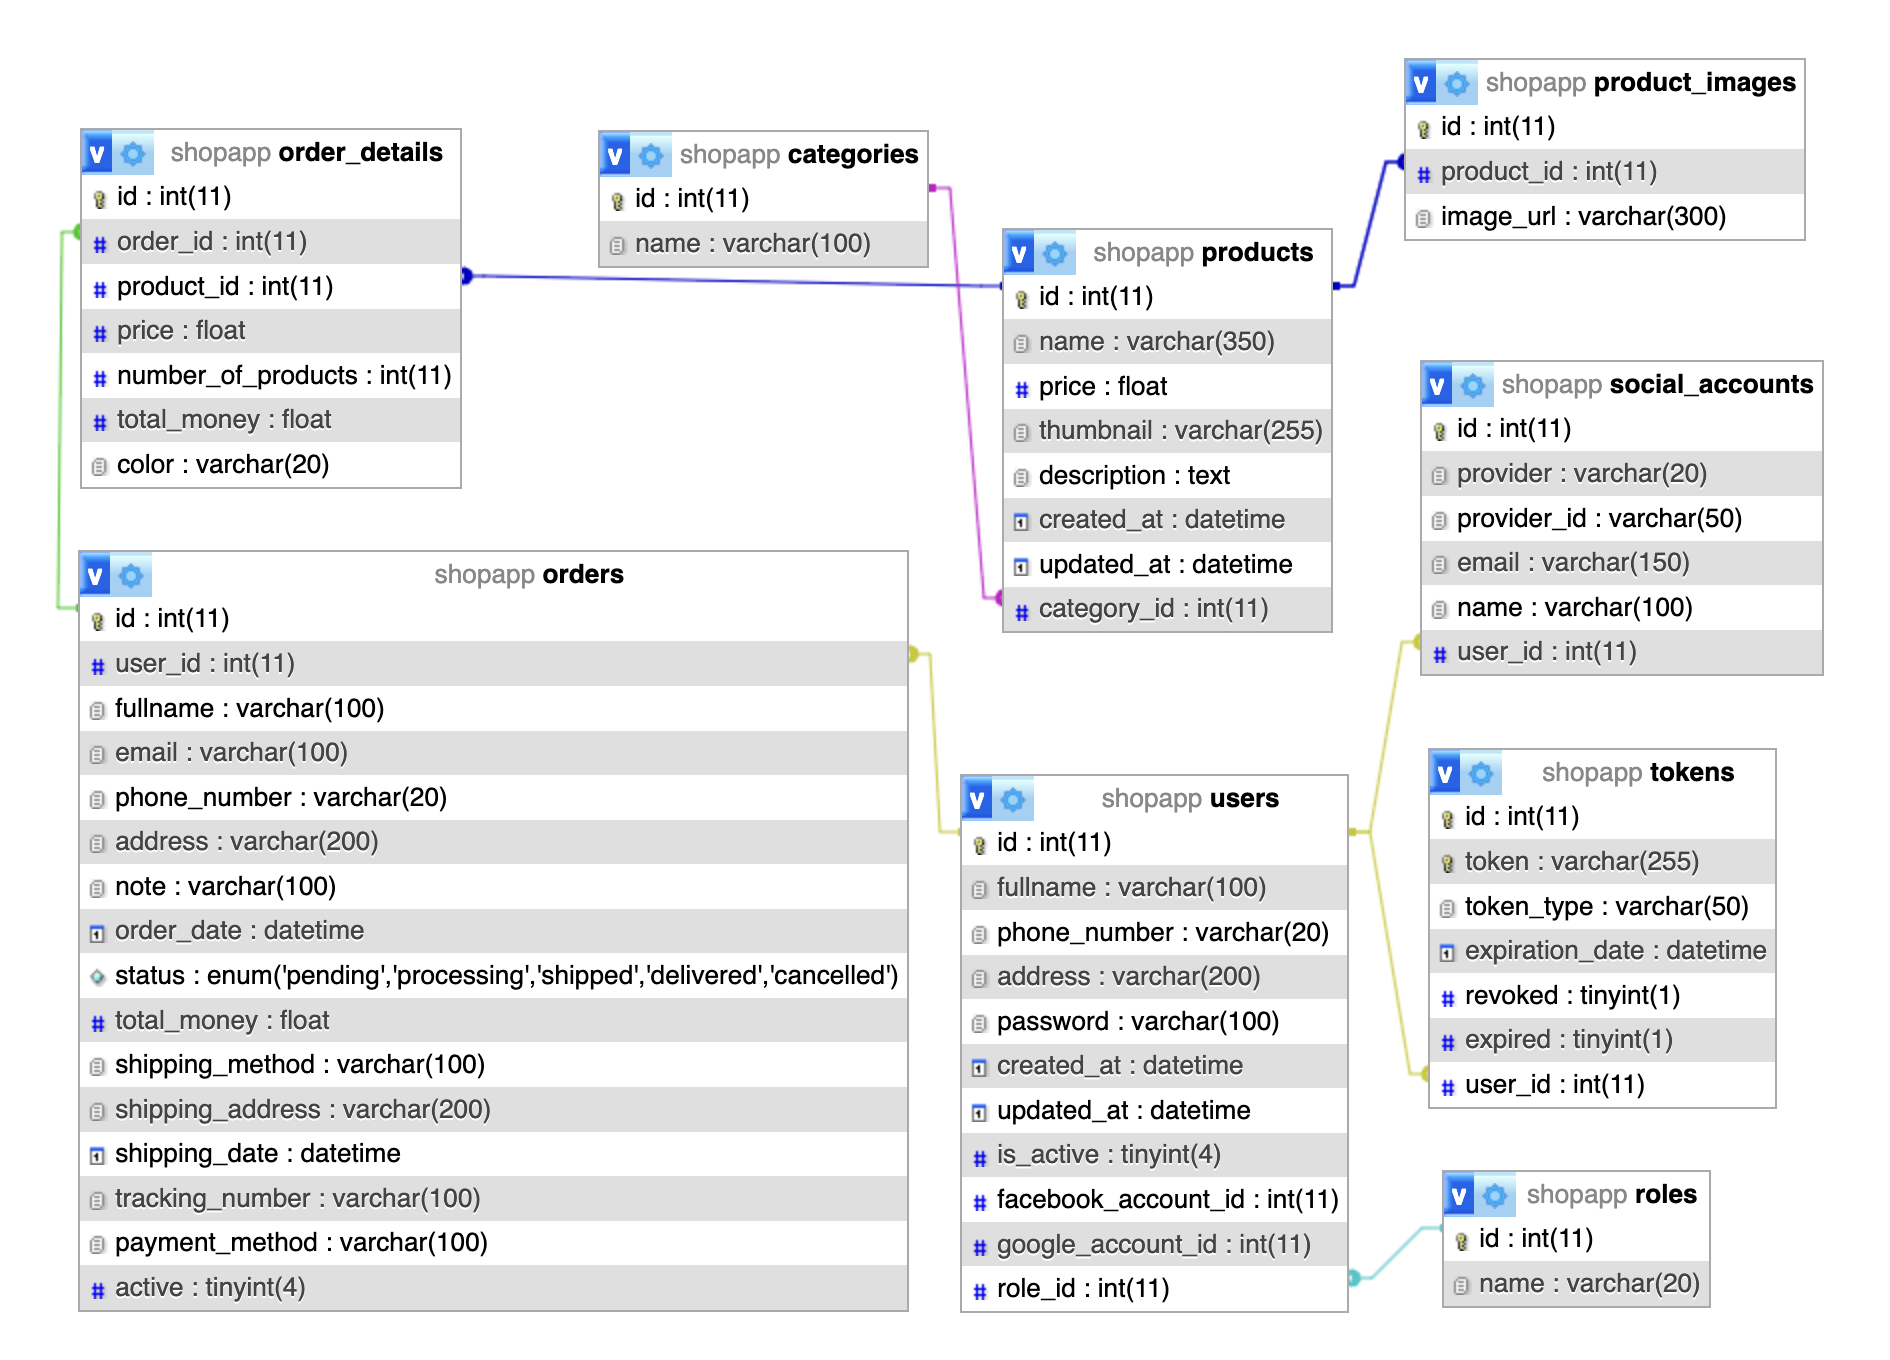 shopapp order_details
id : int(11)
order_id : int(11)
product_id : int(11)
price : float
number_of_products : int(11)
total_money : float
color : varchar(20)
shopapp categories
id : int(11)
name : varchar(100)
shopapp product_images
id : int(11)
product_id : int(11)
image_url : varchar(300)
shopapp products
id : int(11)
name : varchar(350)
price : float
thumbnail : varchar(255)
description : text
created_at : datetime
updated_at : datetime
category_id : int(11)
shopapp social_accounts
id : int(11)
provider : varchar(20)
provider_id : varchar(50)
email : varchar(150)
name : varchar(100)
user_id : int(11)
shopapp orders
id : int(11)
user_id : int(11)
fullname : varchar(100)
email : varchar(100)
phone_number : varchar(20)
address : varchar(200)
note : varchar(100)
order_date : datetime
status : enum('pending','processing','shipped','delivered','cancelled')
total_money : float
shipping_method : varchar(100)
shipping_address : varchar(200)
shipping_date : datetime
tracking_number : varchar(100)
payment_method : varchar(100)
active : tinyint(4)
shopapp users
id : int(11)
fullname : varchar(100)
phone_number : varchar(20)
address : varchar(200)
password : varchar(100)
created_at : datetime
updated_at : datetime
is_active : tinyint(4)
facebook_account_id : int(11)
google_account_id : int(11)
role_id : int(11)
shopapp tokens
id : int(11)
token : varchar(255)
token_type : varchar(50)
expiration_date : datetime
revoked : tinyint(1)
expired : tinyint(1)
user_id : int(11)
shopapp roles
id : int(11)
name : varchar(20)